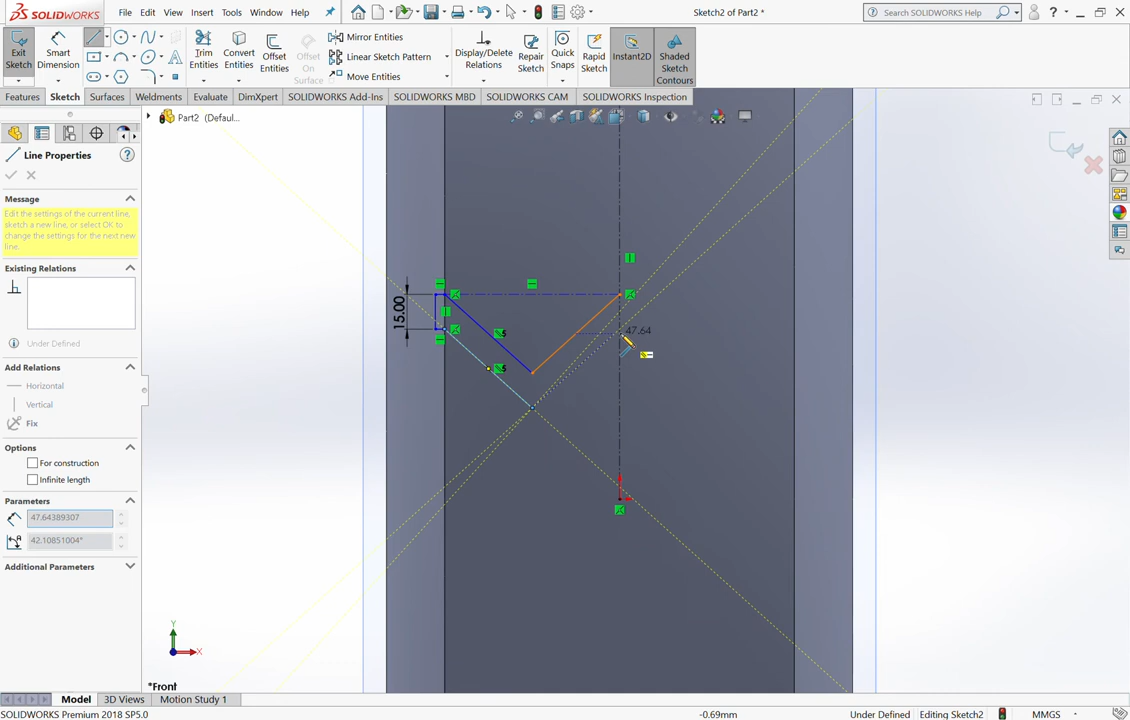 SOLIDWORKS File Edit View Insert Tools Window Help Sketch2 of Part2 * Search SOLIDWORKS Help
Exit Sketch
Smart Dimension
Trim Entities
Convert Entities
Offset Entities
Offset On Surface
Mirror Entities
Linear Sketch Pattern
Move Entities
Display/Delete Relations
Repair Sketch
Quick Snaps
Rapid Sketch
Instant2D
Shaded Sketch Contours
Features Sketch Surfaces Weldments Evaluate DimXpert SOLIDWORKS Add-Ins SOLIDWORKS MBD SOLIDWORKS CAM SOLIDWORKS Inspection
Part2 (Defaul...
Line Properties
Message
Edit the settings of the current line, sketch a new line, or select OK to change the settings for the next new line.
Existing Relations
Under Defined
Add Relations
Horizontal
Vertical
Fix
Options
For construction
Infinite length
Parameters
47.64389307
42.10851004°
Additional Parameters
15.00
5
5
47.64
Y
X
*Front
Model 3D Views Motion Study 1
SOLIDWORKS Premium 2018 SP5.0 -0.69mm Under Defined Editing Sketch2 MMGS